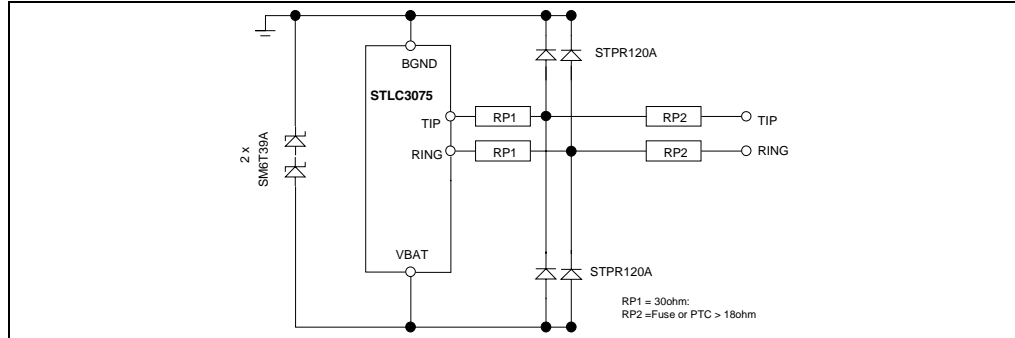 STPR120A
BGND
STLC3075
TIP
RP1
RP2
TIP
RING
RP1
RP2
RING
2 x
SM6T39A
VBAT
STPR120A
RP1 = 30ohm:
RP2 =Fuse or PTC > 18ohm